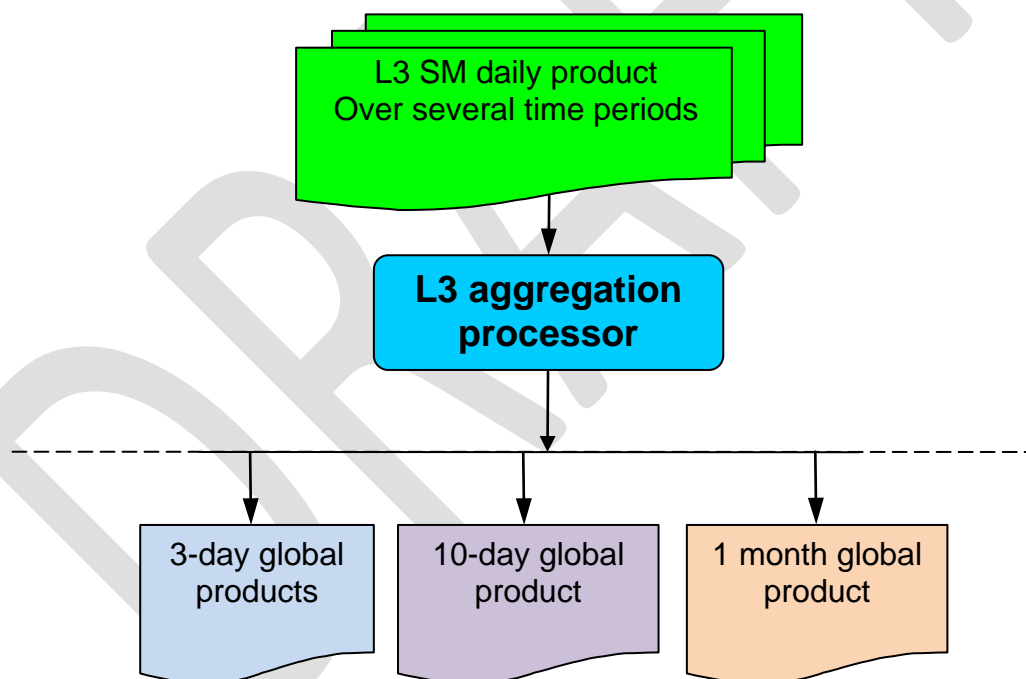 L3 SM daily product
Over several time periods
L3 aggregation
processor
3-day global
products
10-day global
product
1 month global
product